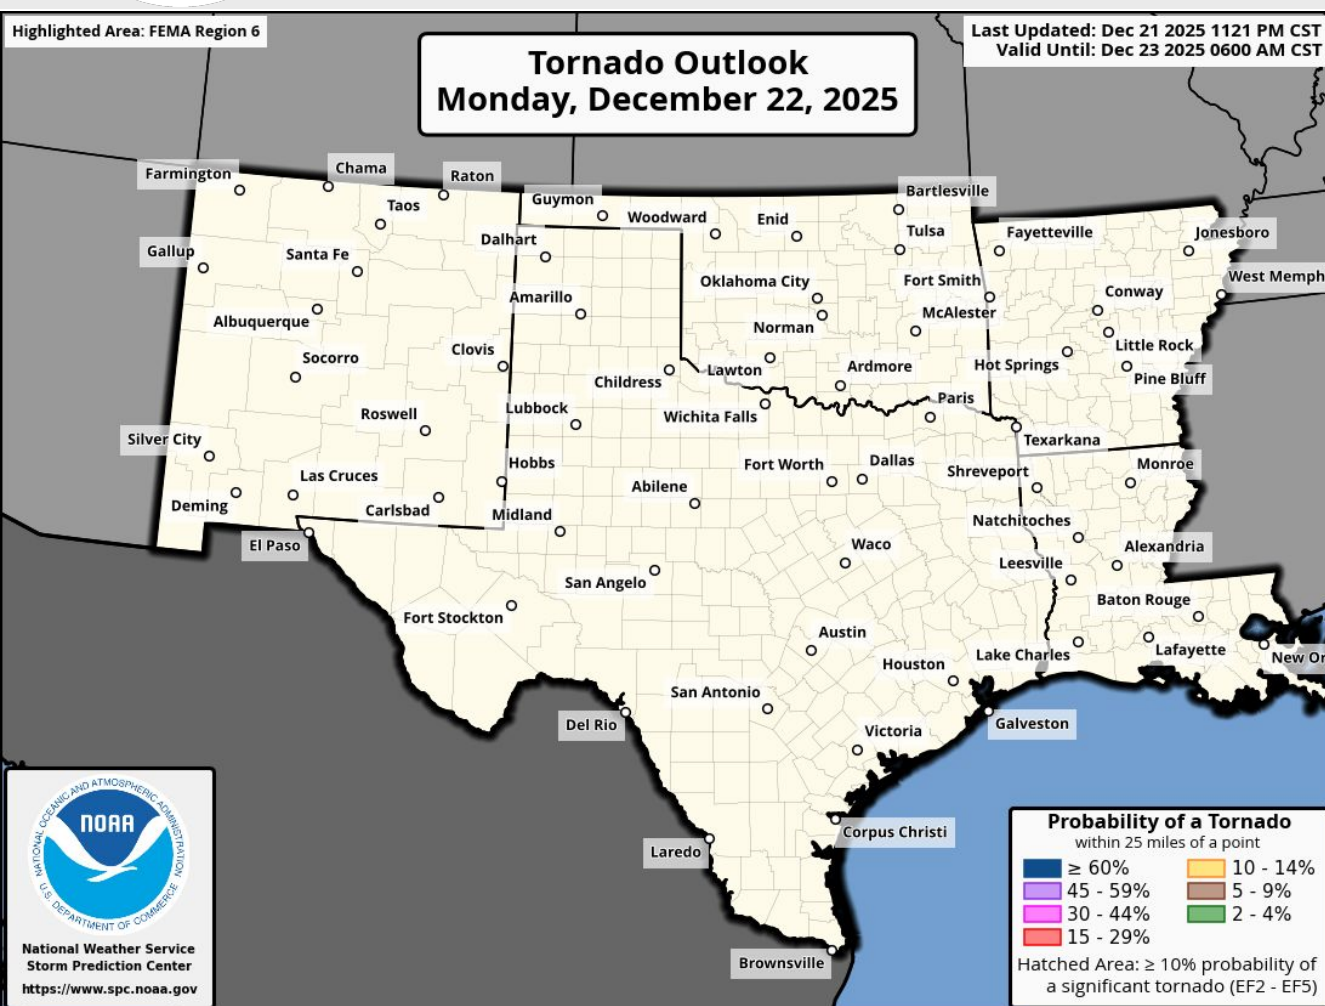 Highlighted Area: FEMA Region 6
Last Updated: Dec 21 2025 1121 PM CST
Valid Until: Dec 23 2025 0600 AM CST
Tornado Outlook
Monday, December 22, 2025
Farmington
Chama
Raton
Taos
Guymon
Woodward
Enid
Bartlesville
Tulsa
Fayetteville
Jonesboro
Gallup
Santa Fe
Dalhart
Oklahoma City
Fort Smith
West Memph
Conway
Amarillo
Albuquerque
Norman
McAlester
Little Rock
Socorro
Clovis
Childress
Lawton
Ardmore
Hot Springs
Pine Bluff
Roswell
Lubbock
Wichita Falls
Paris
Texarkana
Silver City
Las Cruces
Hobbs
Fort Worth
Dallas
Shreveport
Monroe
Deming
Carlsbad
Midland
Abilene
Natchitoches
El Paso
Waco
Alexandria
San Angelo
Leesville
Fort Stockton
Baton Rouge
Austin
Houston
Lake Charles
Lafayette
New Or
San Antonio
Del Rio
Galveston
Victoria
Corpus Christi
Laredo
Brownsville
NATIONAL OCEANIC AND ATMOSPHERIC ADMINISTRATION
NOAA
U.S. DEPARTMENT OF COMMERCE
National Weather Service
Storm Prediction Center
https://www.spc.noaa.gov
Probability of a Tornado
within 25 miles of a point
≥ 60%
10 - 14%
45 - 59%
5 - 9%
30 - 44%
2 - 4%
15 - 29%
Hatched Area: ≥ 10% probability of
a significant tornado (EF2 - EF5)